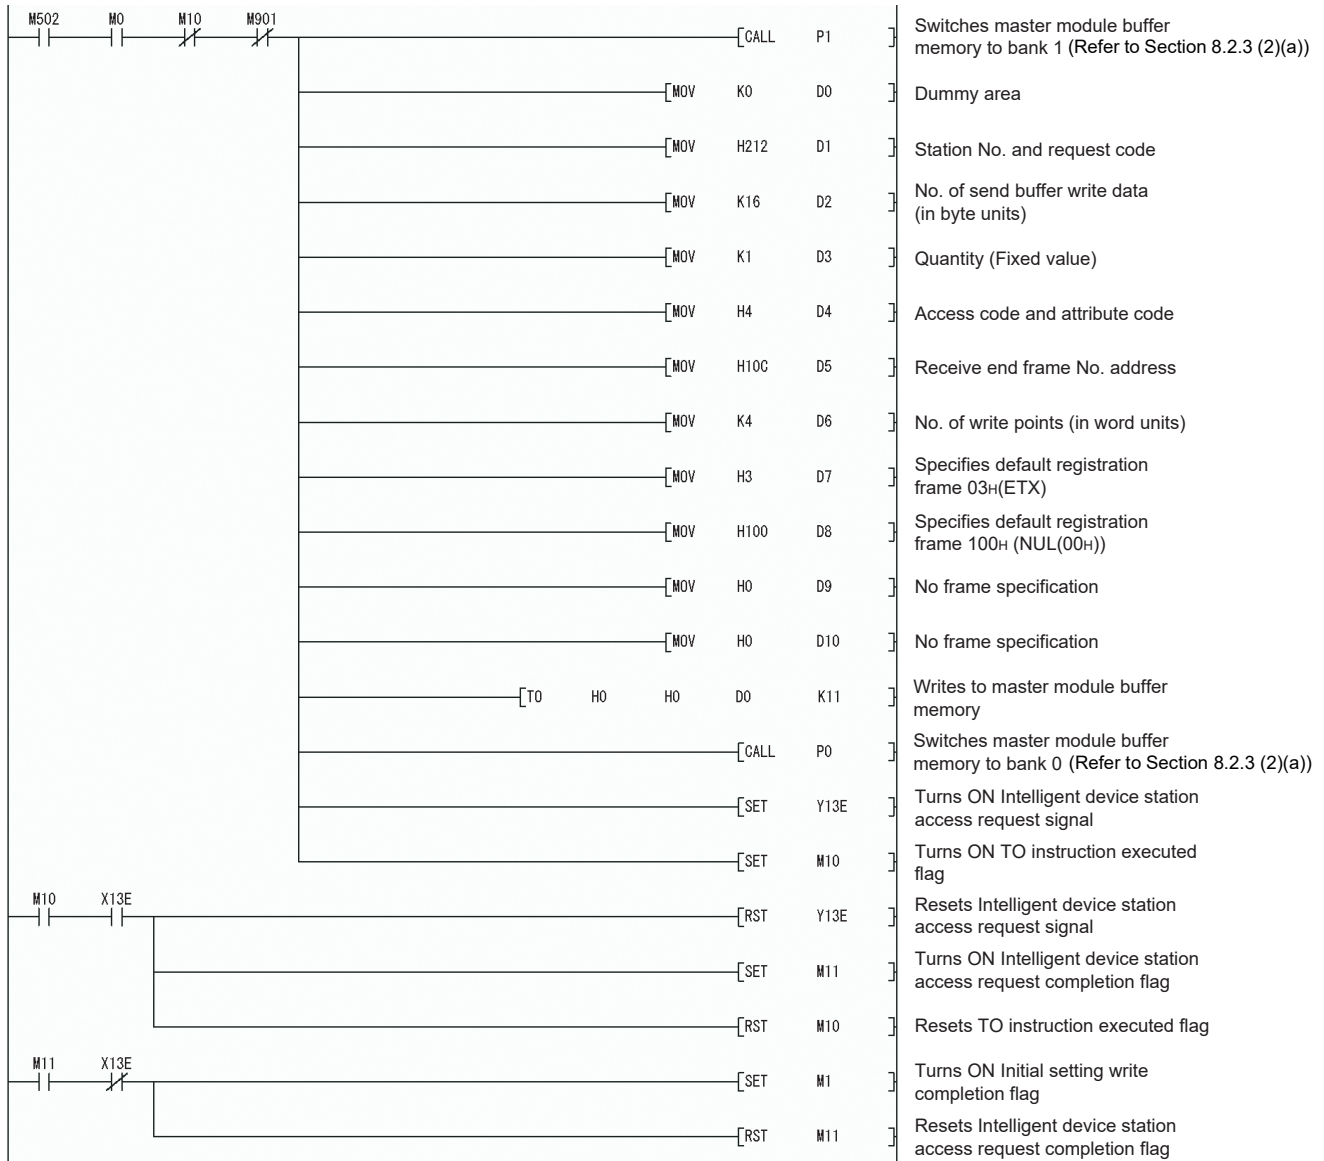 M502 M0 M10 M901
CALL P1 Switches master module buffer
memory to bank 1 (Refer to Section 8.2.3 (2)(a))
MOV K0 D0 Dummy area
MOV H212 D1 Station No. and request code
MOV K16 D2 No. of send buffer write data
(in byte units)
MOV K1 D3 Quantity (Fixed value)
MOV H4 D4 Access code and attribute code
MOV H10C D5 Receive end frame No. address
MOV K4 D6 No. of write points (in word units)
MOV H3 D7 Specifies default registration
frame 03H(ETX)
MOV H100 D8 Specifies default registration
frame 100H (NUL(00H))
MOV H0 D9 No frame specification
MOV H0 D10 No frame specification
TO H0 H0 D0 K11 Writes to master module buffer
memory
CALL P0 Switches master module buffer
memory to bank 0 (Refer to Section 8.2.3 (2)(a))
SET Y13E Turns ON Intelligent device station
access request signal
SET M10 Turns ON TO instruction executed
flag
M10 X13E
RST Y13E Resets Intelligent device station
access request signal
SET M11 Turns ON Intelligent device station
access request completion flag
RST M10 Resets TO instruction executed flag
M11 X13E
SET M1 Turns ON Initial setting write
completion flag
RST M11 Resets Intelligent device station
access request completion flag